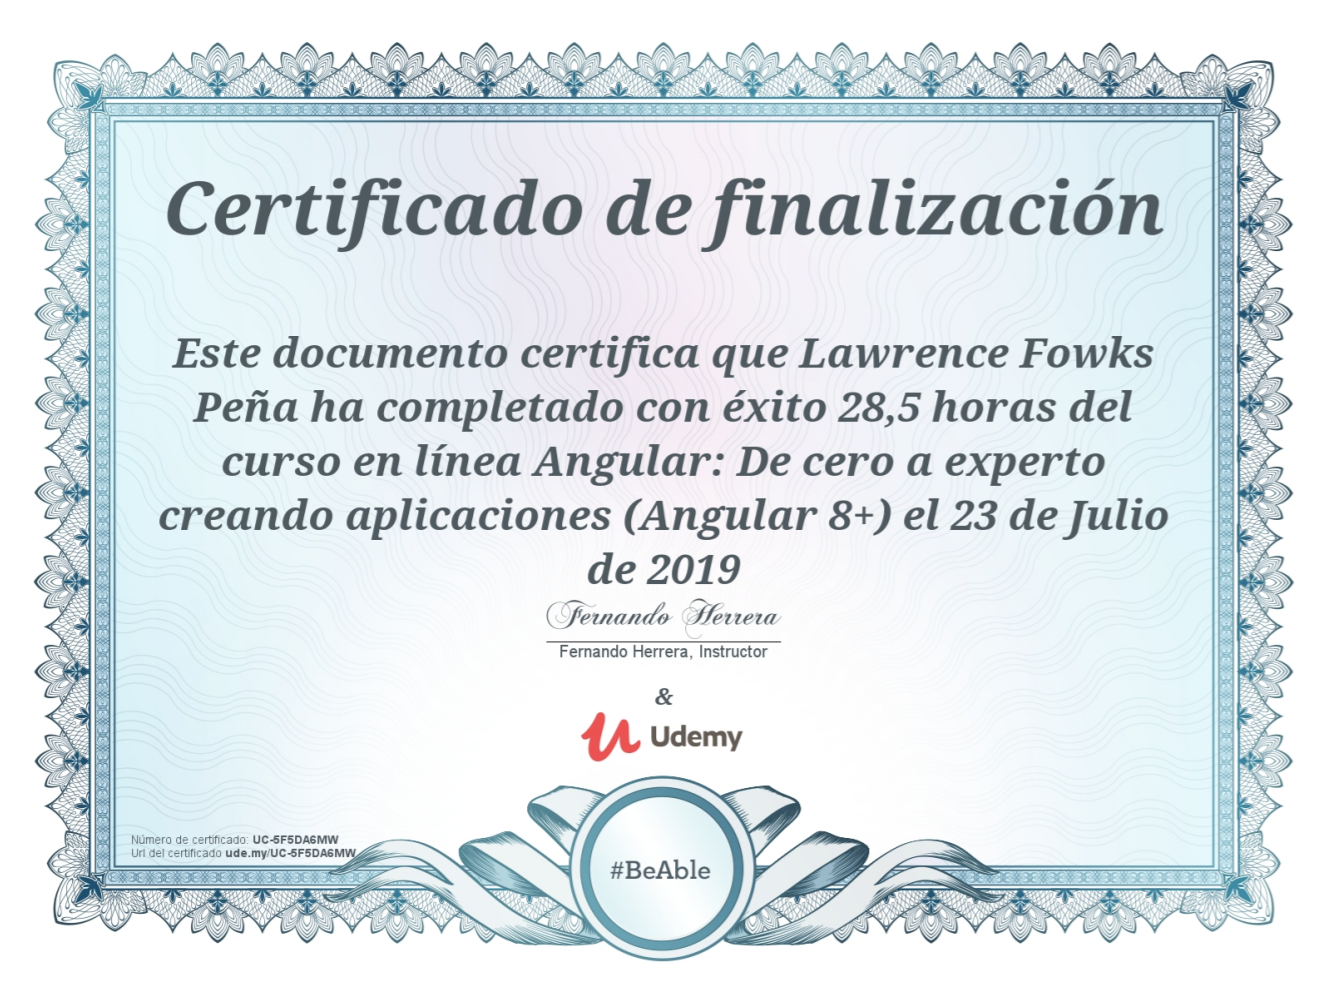 Certificado de finalización
Este documento certifica que Lawrence Fowks
Peña ha completado con éxito 28,5 horas del
curso en línea Angular: De cero a experto
creando aplicaciones (Angular 8+) el 23 de Julio
de 2019
Fernando Herrera
Fernando Herrera, Instructor
&
Udemy
Número de certificado: UC-5F5DA6MW
Url del certificado ude.my/UC-5F5DA6MW
#BeAble